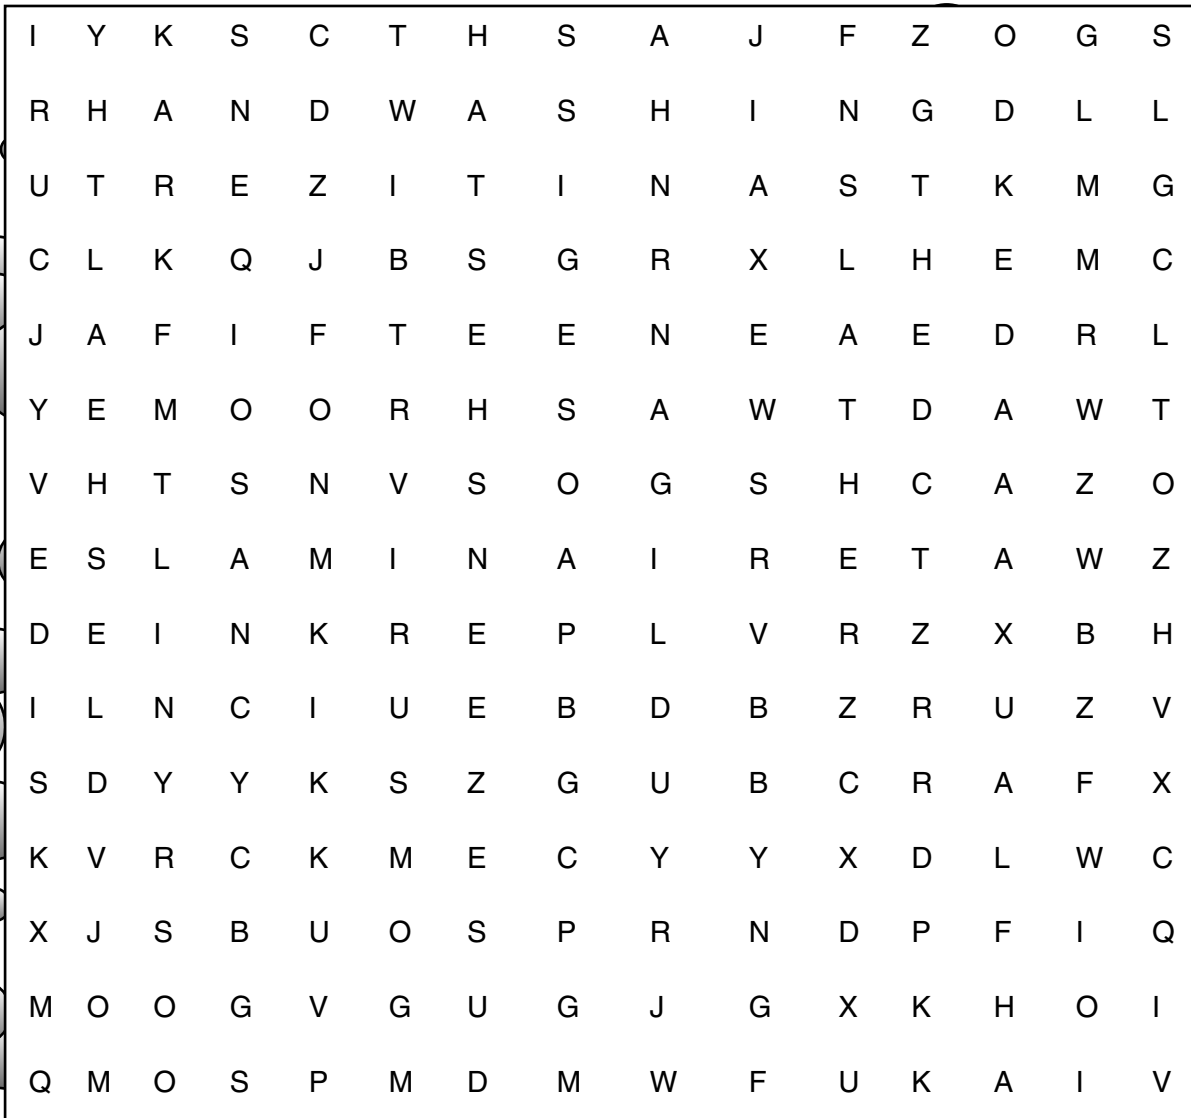 I Y K S C T H S A J F Z O G S
R H A N D W A S H I N G D L L
U T R E Z I T I N A S T K M G
C L K Q J B S G R X L H E M C
J A F I F T E E N E A E D R L
Y E M O O R H S A W T D A W T
V H T S N V S O G S H C A Z O
E S L A M I N A I R E T A W Z
D E I N K R E P L V R Z X B H
I L N C I U E B D B Z R U Z V
S D Y Y K S Z G U B C R A F X
K V R C K M E C Y Y X D L W C
X J S B U O S P R N D P F I Q
M O O G V G U G J G X K H O I
Q M O S P M D M W F U K A I V